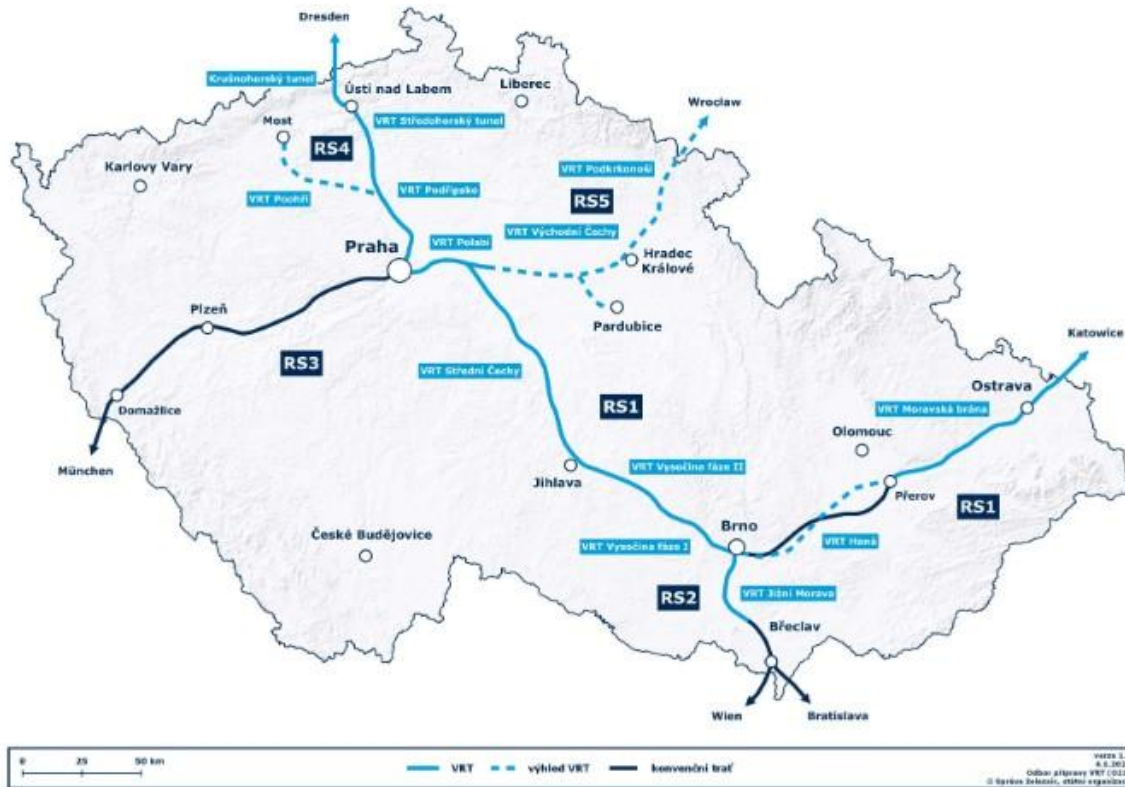 Dresden
Krušnohorský tunel
Ústí nad Labem
Liberec
Wrocław
VRT Středohorský tunel
Most
RS4
VRT Podkrkonoší
Karlovy Vary
VRT Poohří
VRT Podřipsko
RS5
VRT Polabí
VRT Východní Čechy
Praha
Hradec
Králové
Plzeň
Pardubice
Katowice
RS3
VRT Střední Čechy
Ostrava
RS1
VRT Moravská brána
Domažlice
Olomouc
München
Jihlava
VRT Vysočina fáze II
Přerov
RS1
České Budějovice
VRT Vysočina fáze I
Brno
VRT Haná
RS2
VRT Jižní Morava
Břeclav
Wien
Bratislava
0 25 50 km
VRT
výhled VRT
konvenční trať
Odbor přípravy VRT
© Správa železnic, státní organizac